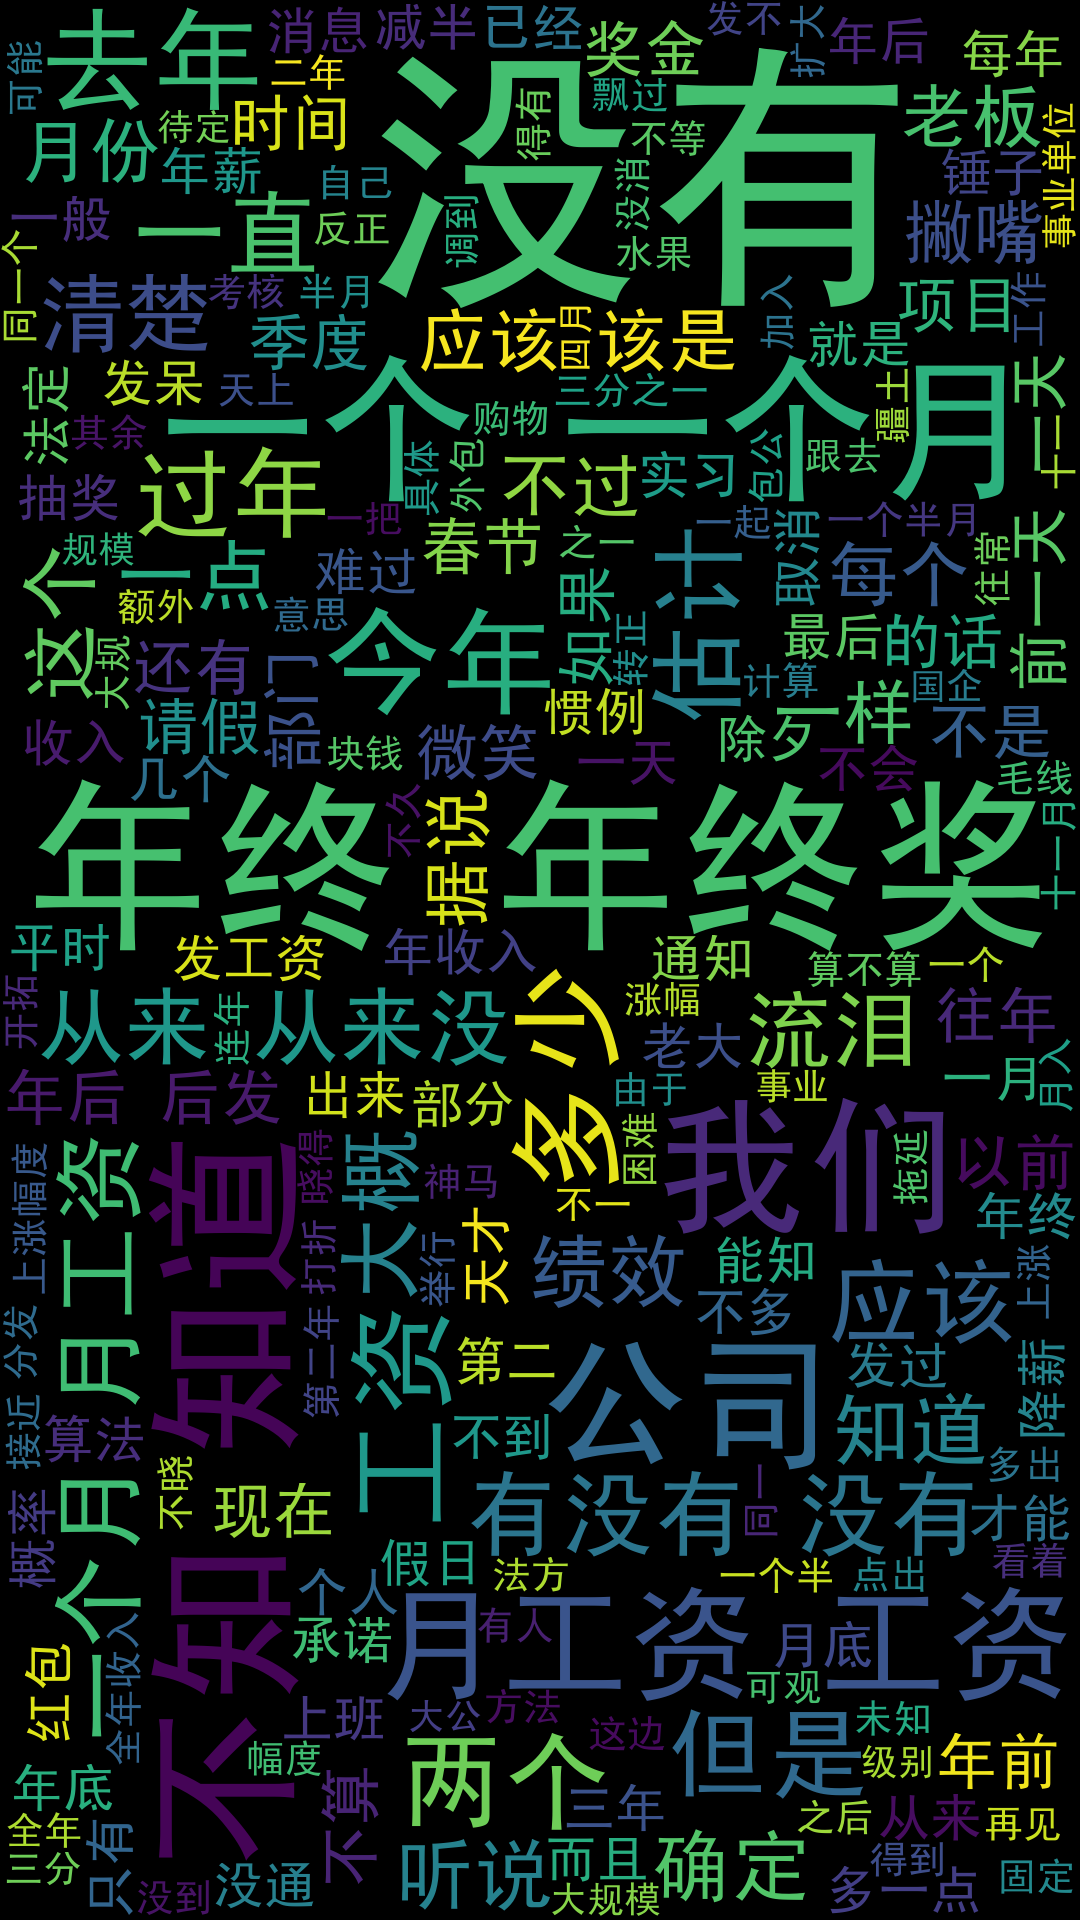 去年
消息
减半
已经
奖金
发不
扩大
年后
每年
可能
二年
没有
月份
待定
时间
得有
飘过
不等
老板
事业单位
年薪
自己
没消
锤子
一般
一直
反正
调到
水果
撇嘴
同一个
清楚
考核
半月
季度
应该
四月
该是
加入
项目
工作
就是
发呆
天上
一个
三分之一
一个
月
疆土
十二天
法定
其余
购物
抽奖
过年
具体
外包
不过
实习
包公
跟去
一把
春节
之一
一起
取消
一个半月
往常
十一天
规模
这个
一点
难过
估计
每个
额外
意思
如果
大规
还有
部门
今年
转正
最后
的话
前
计算
国企
收入
请假
惯例
除夕
一样
不是
块钱
微笑
一天
不会
几个
毛线
年终
不久
据说
年终奖
十一月
平时
发工资
年收入
通知
算不算
一个
开拓
从来
连年
从来没
多少
涨幅
流泪
往年
老大
年后
后发
出来
部分
由于
事业
一月
月入
上涨幅度
月工资
不知道
晓得
大概
神马
困难
我们
拖延
以前
不一
年终
打折
举行
天才
绩效
能知
应该
上涨
不多
分发
第二年
工资
第二
公司
发过
降薪
接近
算法
不到
知道
多出
概率
一个月
不晓
现在
有没有
同一
没有
才能
假日
法方
一个半
点出
看着
个人
全年收入
承诺
月工资
有人
工资
月底
红包
上班
大公
方法
这边
可观
未知
幅度
但是
级别
年前
年底
不算
两个
三年
之后
从来
再见
全年
三分
只有
没到
没通
听说
而且
大规模
确定
得到
多一点
固定